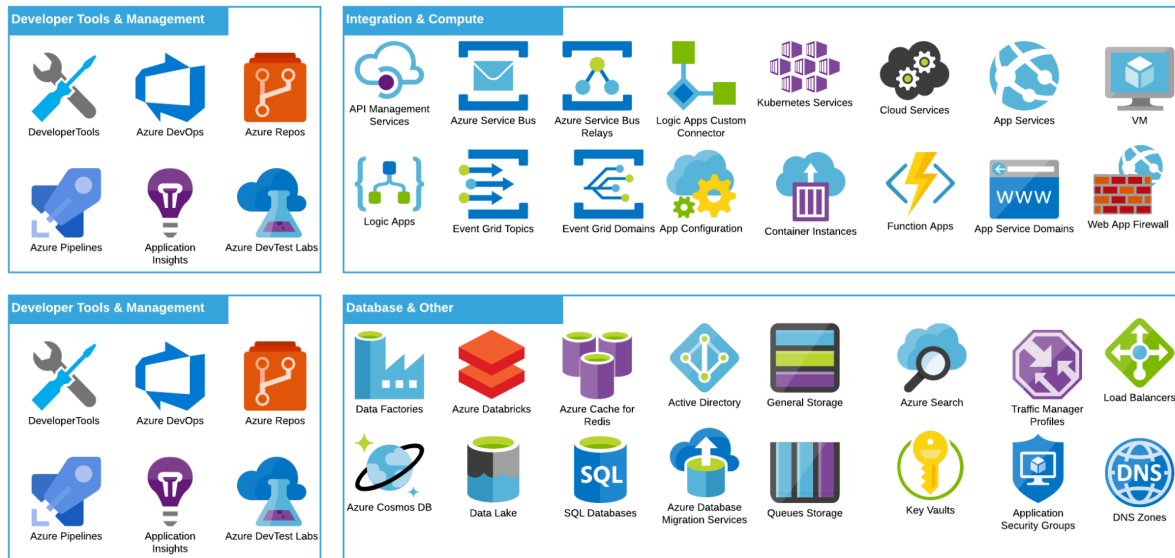 Developer Tools & Management
DeveloperTools
Azure DevOps
Azure Repos
Azure Pipelines
Application
Insights
Azure DevTest Labs
Integration & Compute
API Management
Services
Azure Service Bus
Azure Service Bus
Relays
Logic Apps Custom
Connector
Kubernetes Services
Cloud Services
App Services
VM
Logic Apps
Event Grid Topics
Event Grid Domains
App Configuration
Container Instances
Function Apps
WWW
App Service Domains
Web App Firewall
Developer Tools & Management
DeveloperTools
Azure DevOps
Azure Repos
Azure Pipelines
Application
Insights
Azure DevTest Labs
Database & Other
Data Factories
Azure Databricks
Azure Cache for
Redis
Active Directory
General Storage
Azure Search
Traffic Manager
Profiles
Load Balancers
Azure Cosmos DB
Data Lake
SQL
SQL Databases
Azure Database
Migration Services
Queues Storage
Key Vaults
Application
Security Groups
DNS
DNS Zones